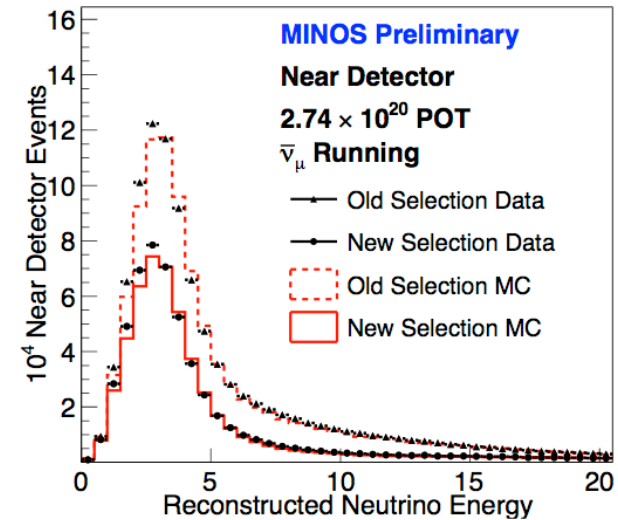 MINOS Preliminary
Near Detector
2.74 × 10²⁰ POT
ν̅μ Running
Old Selection Data
New Selection Data
Old Selection MC
New Selection MC
10⁴ Near Detector Events
16
14
12
10
8
6
4
2
0 5 10 15 20
Reconstructed Neutrino Energy